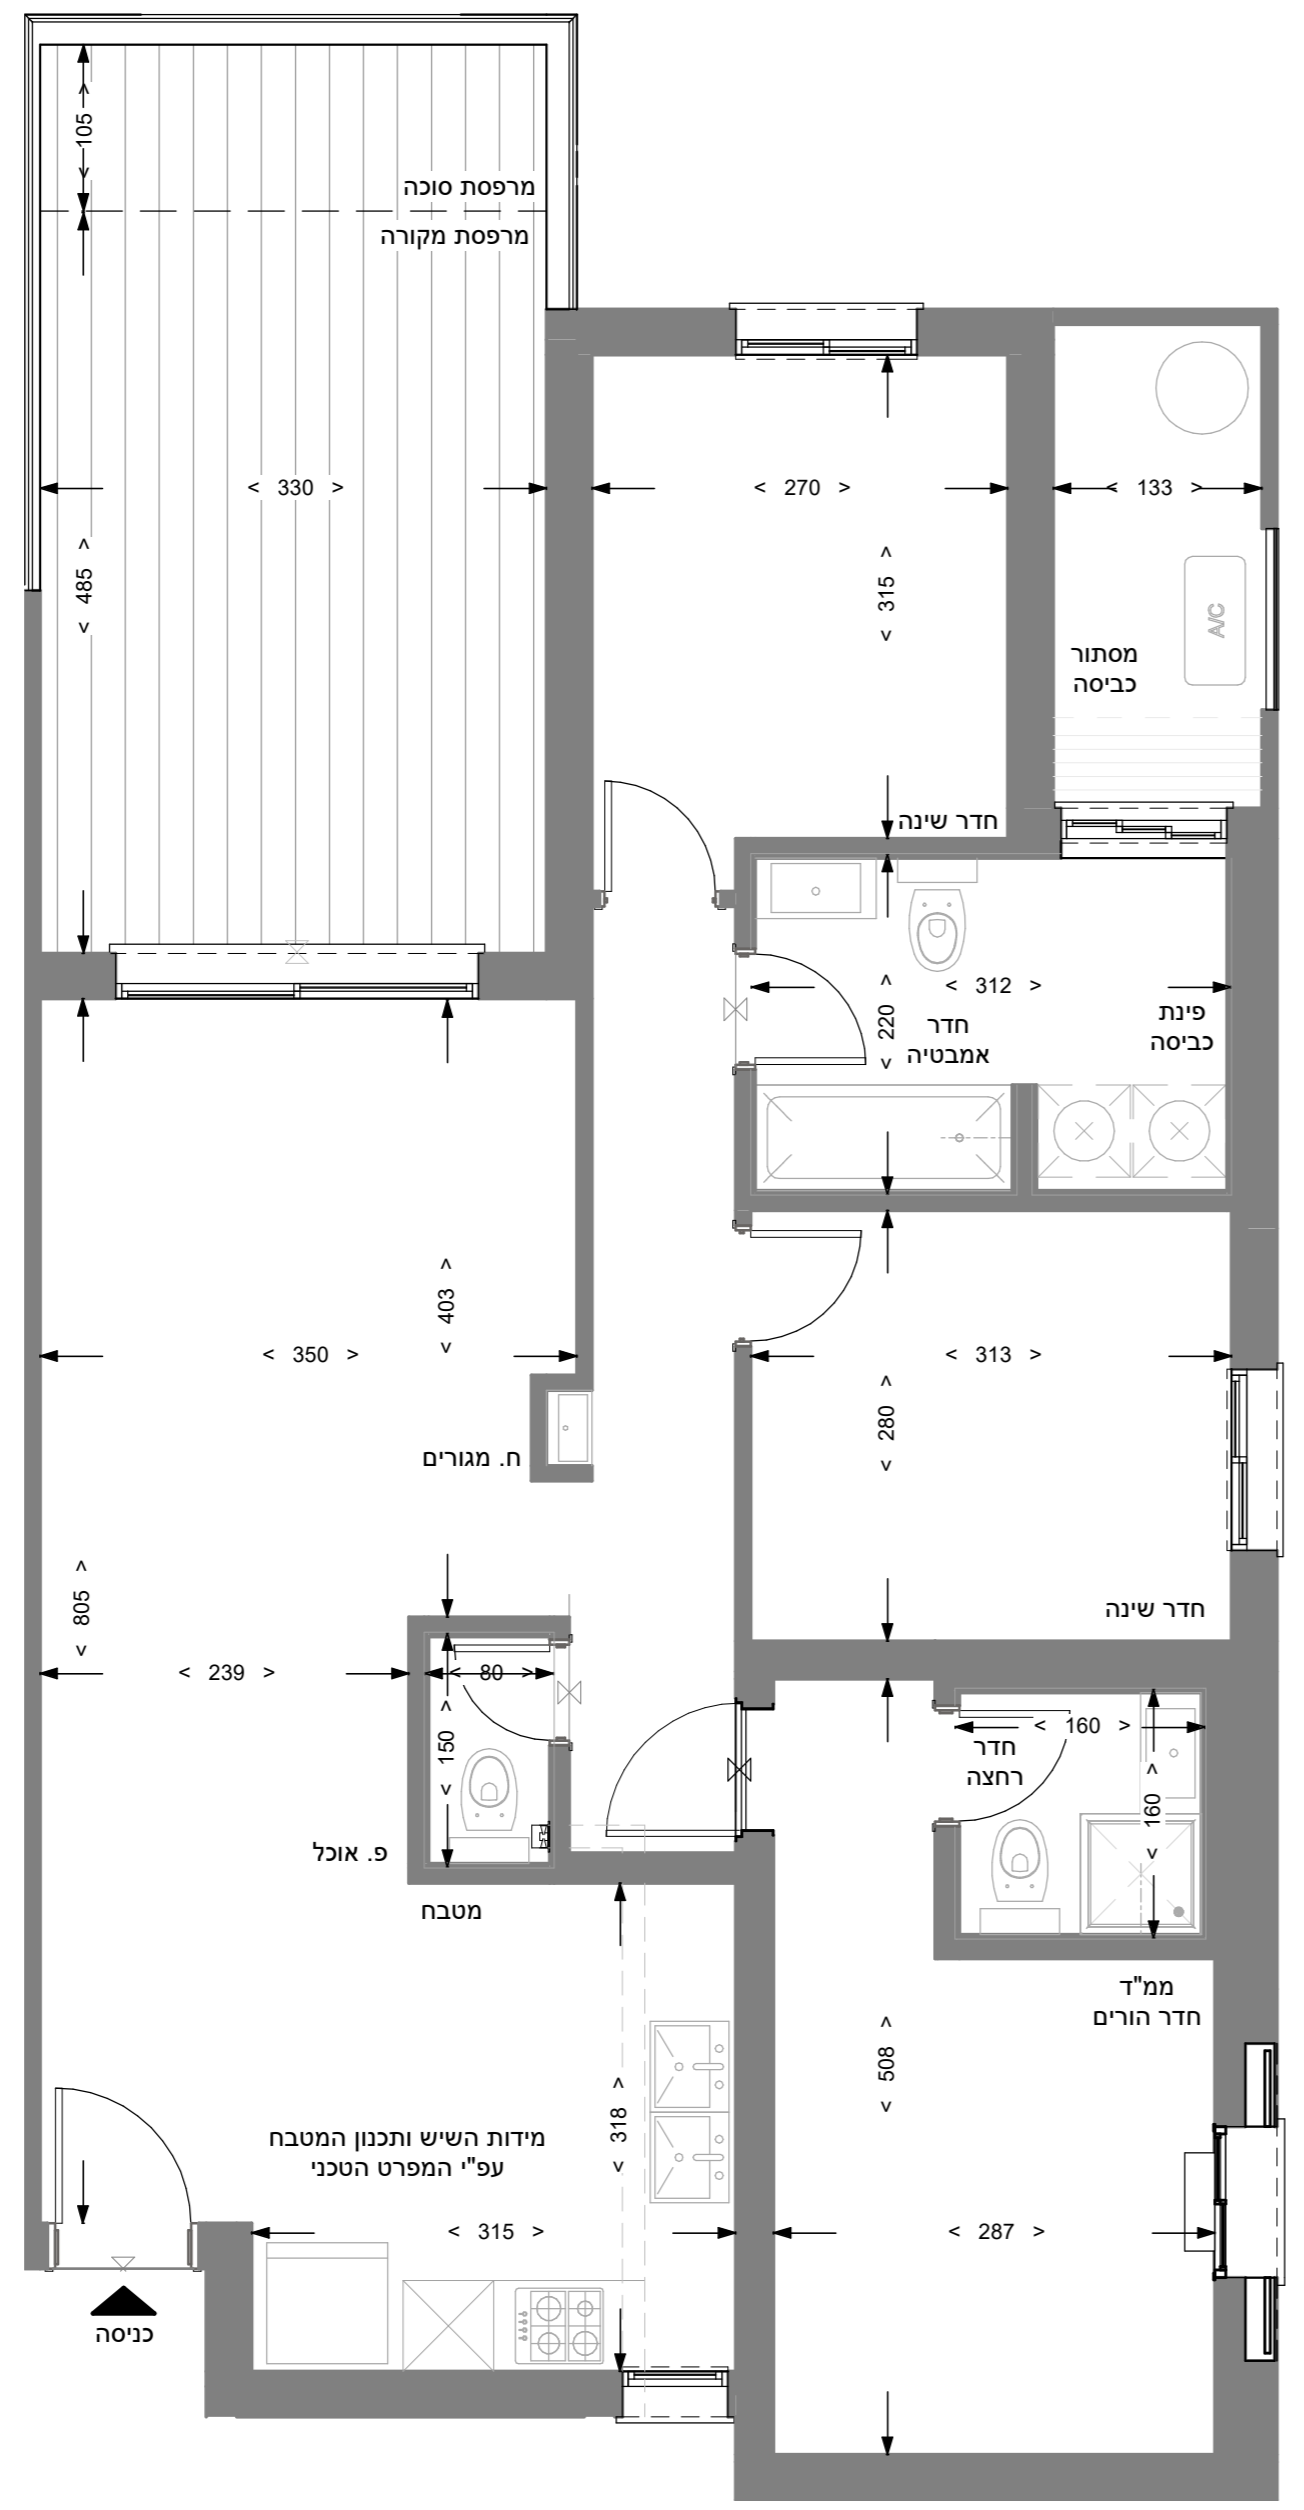 < 105 >
מרפסת סוכה
מרפסת מקורה
< 330 >
< 270 >
< 133 >
< 485 >
< 315 >
A/C
מסתור
כביסה
חדר שינה
< 312 >
< 220 >
פינת
כביסה
חדר
אמבטיה
< 403 >
< 350 >
< 313 >
< 280 >
ח. מגורים
< 805 >
חדר שינה
< 239 >
< 80 >
< 150 >
< 160 >
חדר
רחצה
< 160 >
פ. אוכל
מטבח
ממ"ד
חדר הורים
< 508 >
< 318 >
מידות השיש ותכנון המטבח
עפ"י המפרט הטכני
< 315 >
< 287 >
כניסה